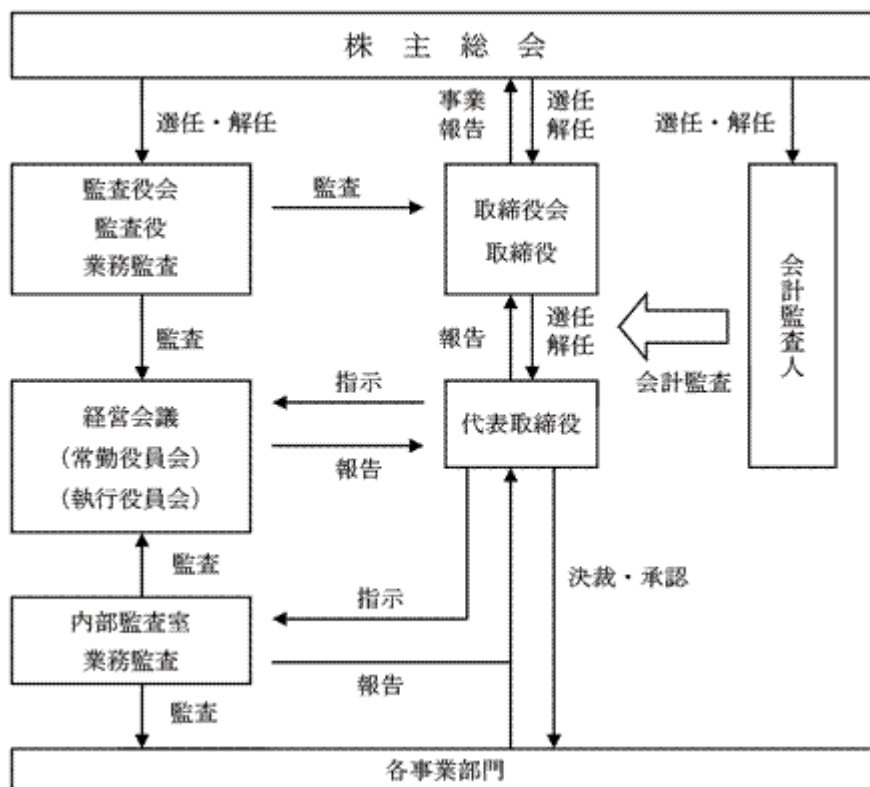 株主総会
選任・解任
事業
報告
選任
解任
選任・解任
監査役会
監査役
業務監査
監査
取締役会
取締役
会計監査人
監査
報告
選任
解任
会計監査
経営会議
（常勤役員会）
（執行役員会）
指示
報告
代表取締役
監査
指示
決裁・承認
内部監査室
業務監査
報告
監査
各事業部門